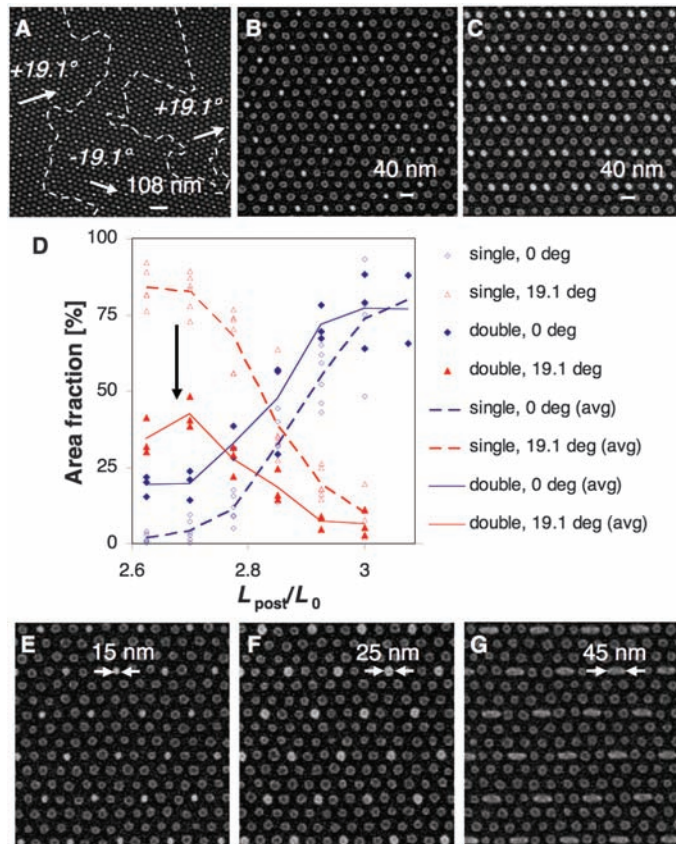 A
+19.1°
+19.1°
-19.1°
108 nm
B
40 nm
C
40 nm
D
Area fraction [%]
100
75
50
25
0
2.6
2.8
3
L post/L 0
single, 0 deg
single, 19.1 deg
double, 0 deg
double, 19.1 deg
single, 0 deg (avg)
single, 19.1 deg (avg)
double, 0 deg (avg)
double, 19.1 deg (avg)
E
15 nm
F
25 nm
G
45 nm